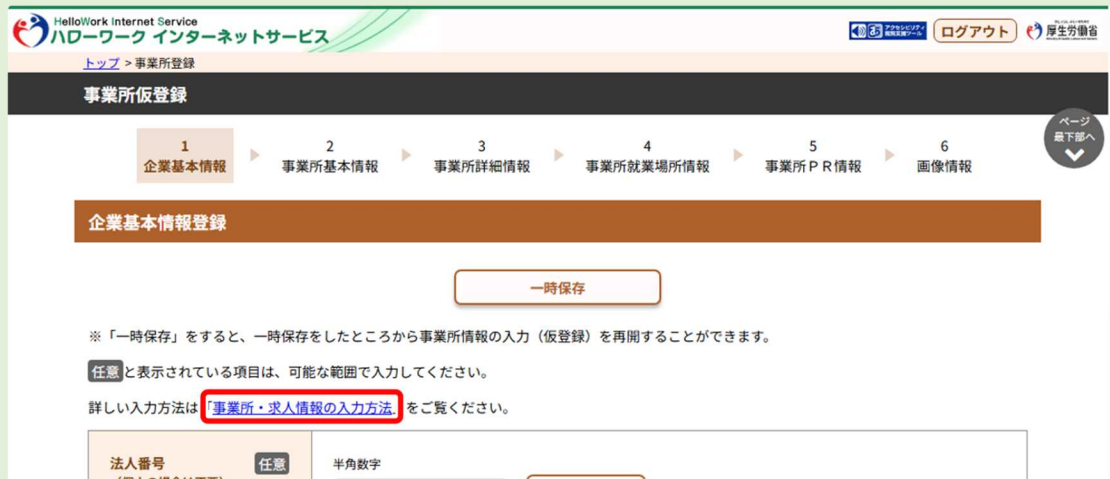 HelloWork Internet Service
ハローワーク インターネットサービス
ログアウト
厚生労働省
トップ > 事業所登録
事業所仮登録
ページ
最下部へ
1
企業基本情報
2
事業所基本情報
3
事業所詳細情報
4
事業所就業場所情報
5
事業所ＰＲ情報
6
画像情報
企業基本情報登録
一時保存
※「一時保存」をすると、一時保存をしたところから事業所情報の入力（仮登録）を再開することができます。
任意と表示されている項目は、可能な範囲で入力してください。
詳しい入力方法は「事業所・求人情報の入力方法」をご覧ください。
法人番号 任意
半角数字